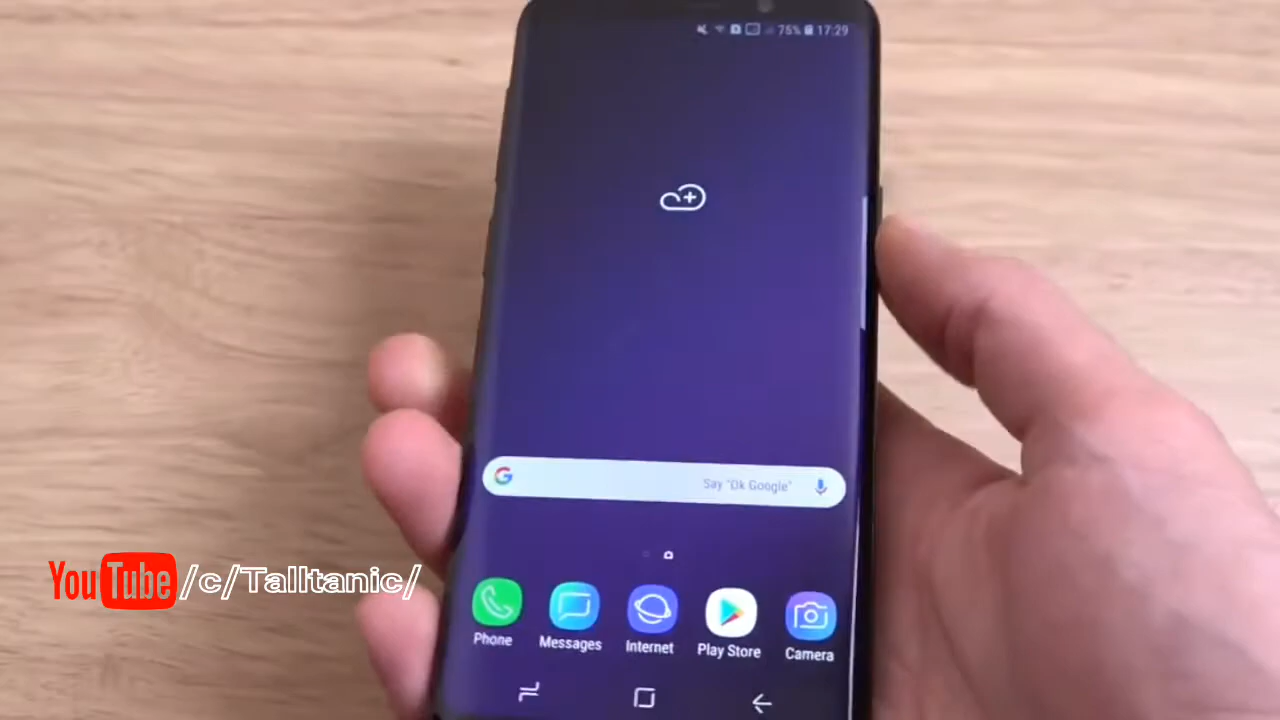 75% 17:29
Say "Ok Google"
Phone Messages Internet Play Store Camera
YouTube/c/Talltanic/